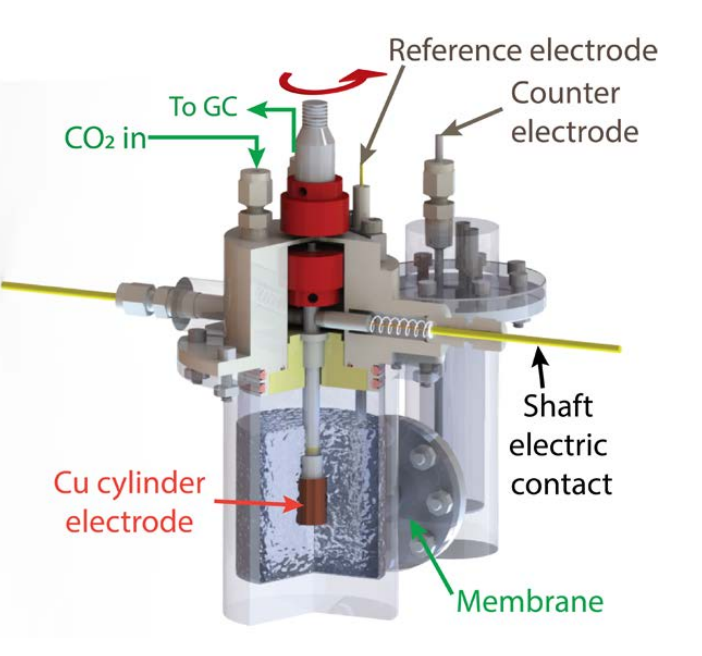 Reference electrode
Counter
electrode
To GC
CO₂ in
Shaft
electric
contact
Cu cylinder
electrode
Membrane